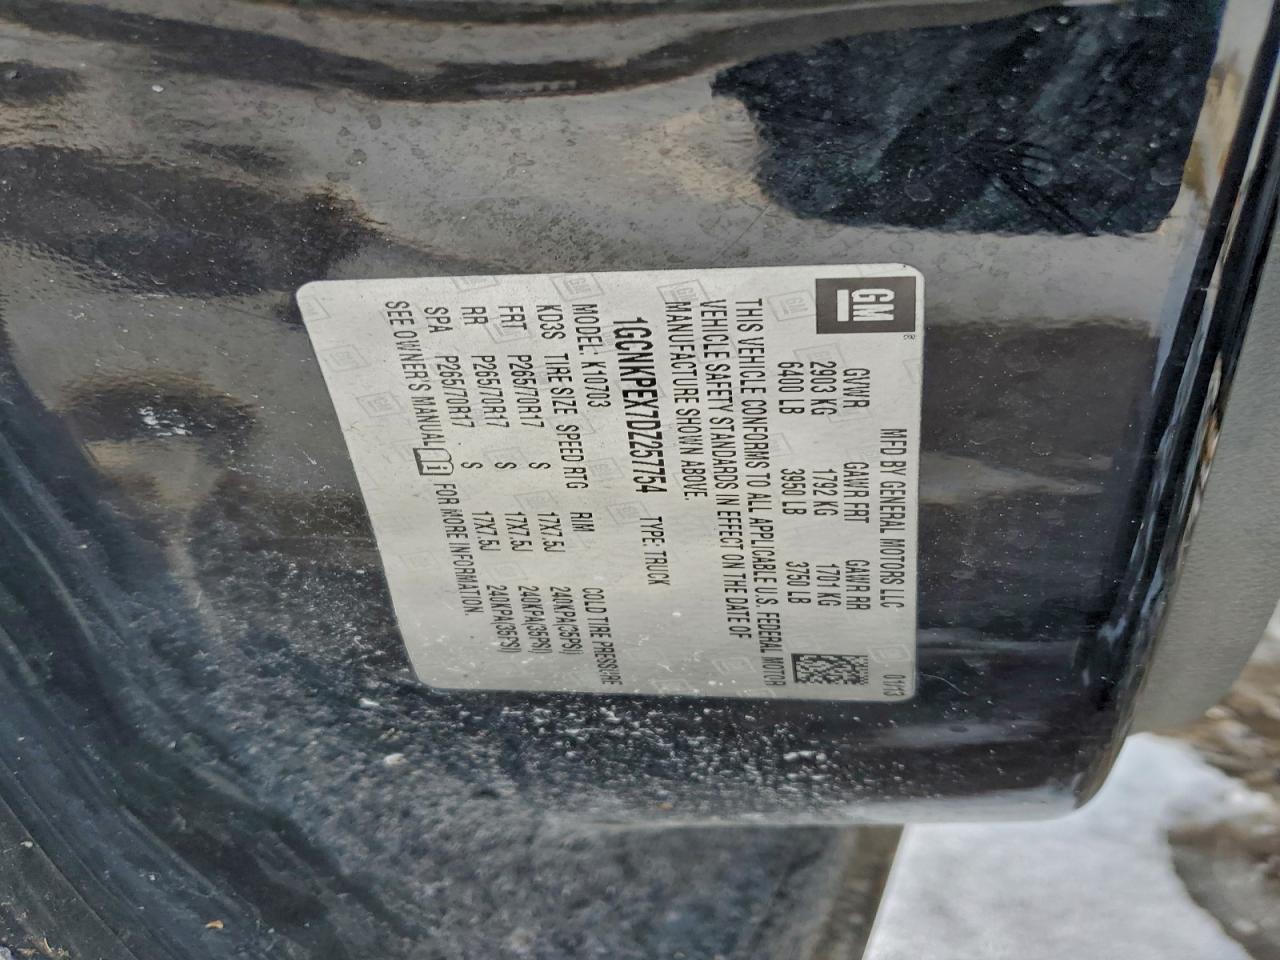 GM®
MFD BY GENERAL MOTORS LLC 01/13
GVWR GAWR FRT GAWR RR
2903 KG 1792 KG 1701 KG
6400 LB 3950 LB 3750 LB
THIS VEHICLE CONFORMS TO ALL APPLICABLE U.S. FEDERAL MOTOR
VEHICLE SAFETY STANDARDS IN EFFECT ON THE DATE OF
MANUFACTURE SHOWN ABOVE.
1GCNKPEX7DZ257754 TYPE: TRUCK
MODEL: K10703
KD3S TIRE SIZE SPEED RTG RIM COLD TIRE PRESSURE
FRT P265/70R17 S 17X7.5J 240KPA(35PSI)
RR P265/70R17 S 17X7.5J 240KPA(35PSI)
SPA P265/70R17 S 17X7.5J 240KPA(35PSI)
SEE OWNER'S MANUAL FOR MORE INFORMATION